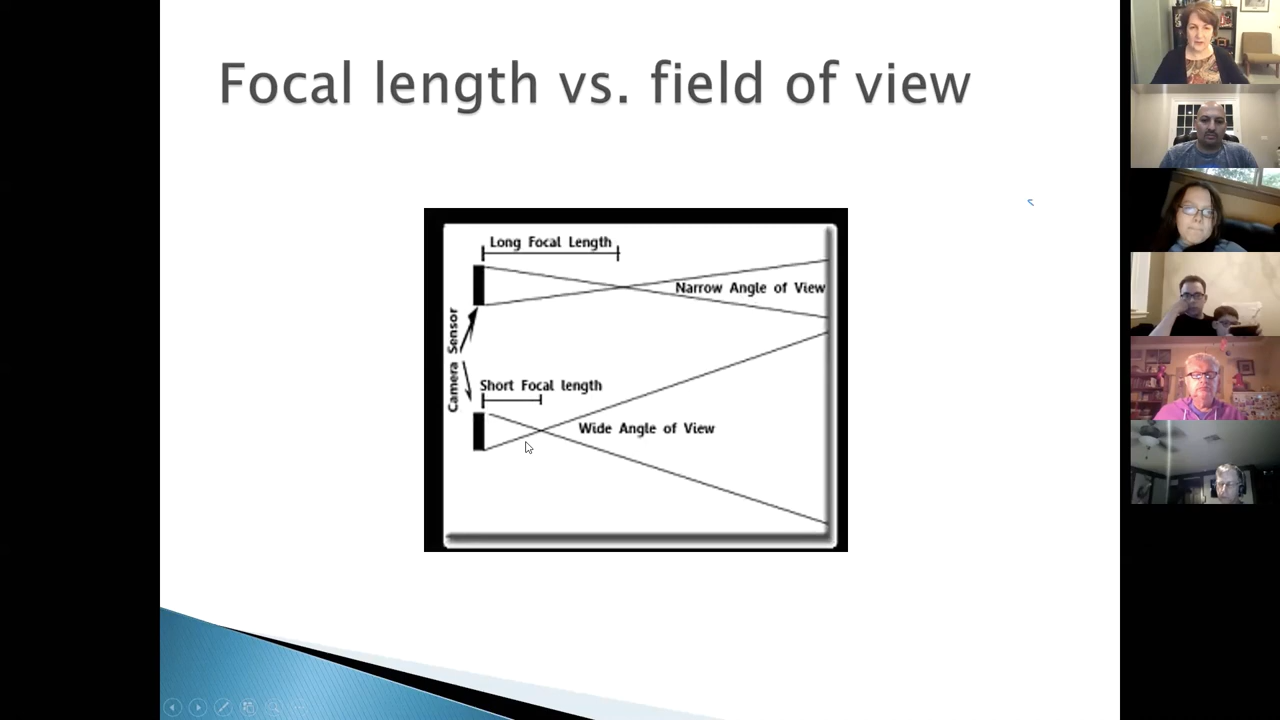 Focal length vs. field of view
Long Focal Length
Narrow Angle of View
Camera Sensor
Short Focal length
Wide Angle of View